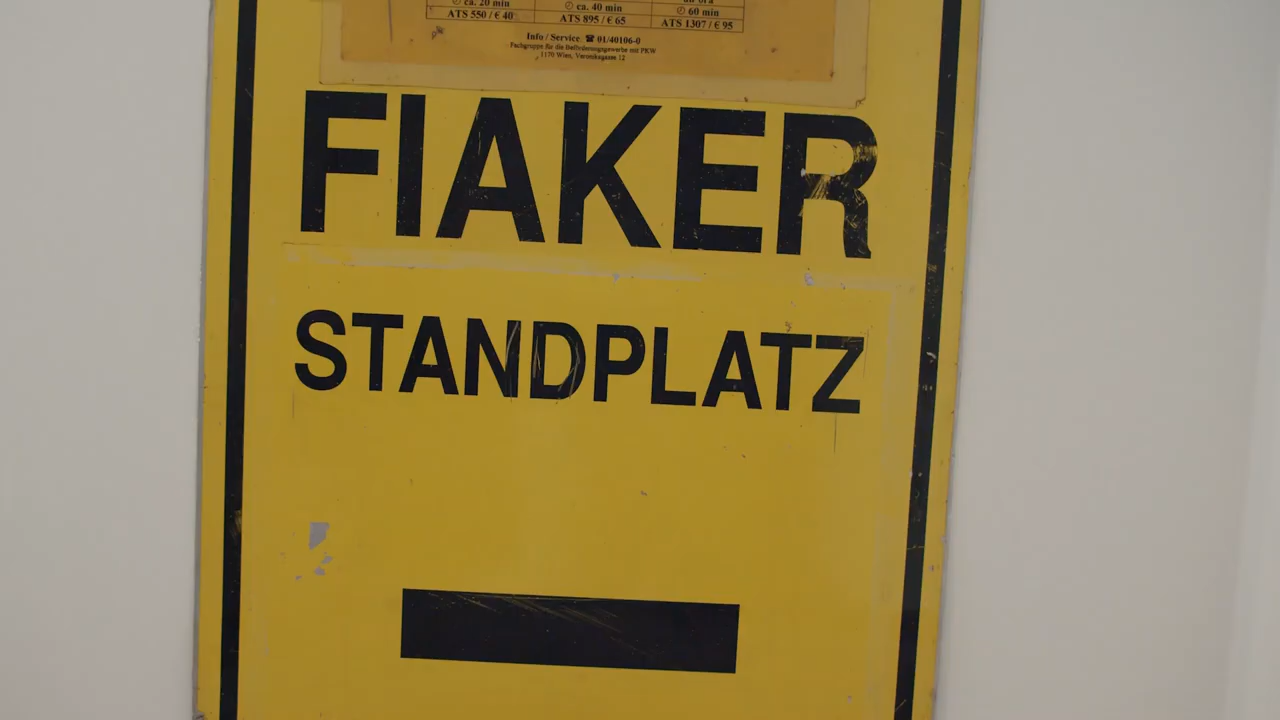 ca. 20 min ca. 40 min 60 min
ATS 550 / € 40 ATS 895 / € 65 ATS 1307 / € 95
Info / Service ☎ 01/40106-0
Fachgruppe für die Beförderungsgewerbe mit PKW
1170 Wien, Veronikagasse 12
FIAKER
STANDPLATZ